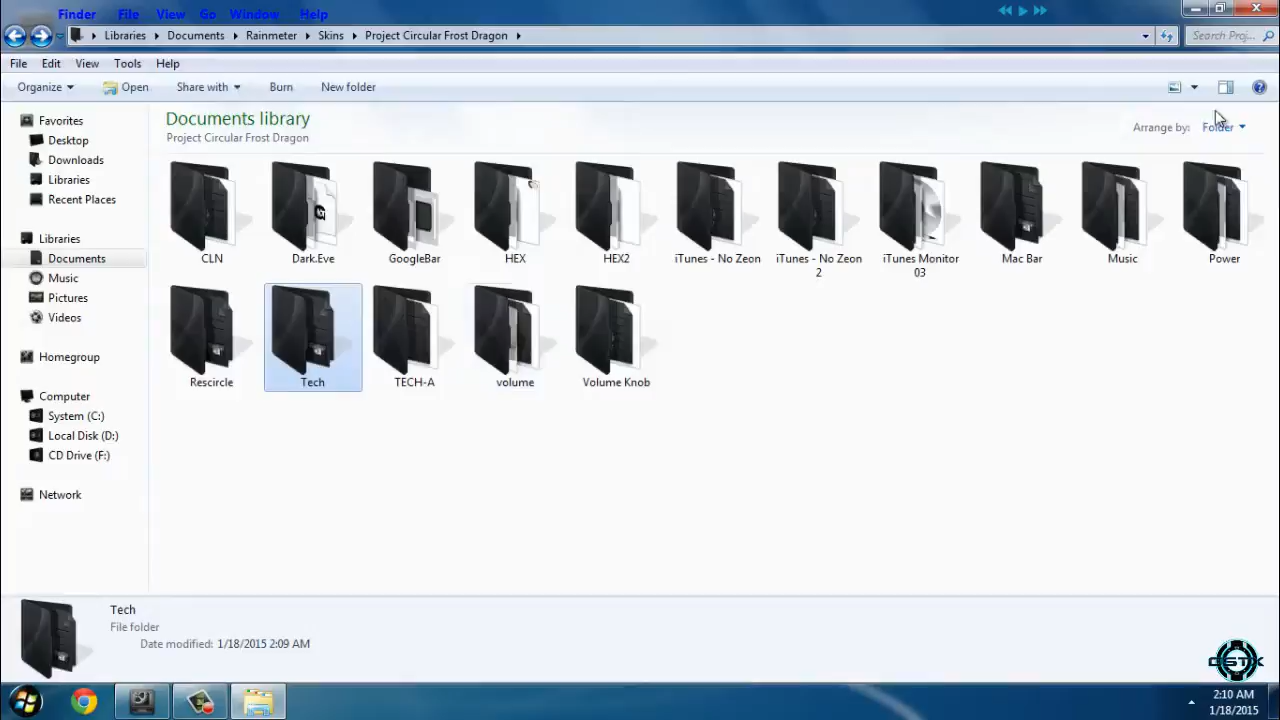 Finder File View Go Window Help
Libraries Documents Rainmeter Skins Project Circular Frost Dragon Search Proj...
File Edit View Tools Help
Organize Open Share with Burn New folder
Documents library
Project Circular Frost Dragon
Arrange by: Folder
Favorites
Desktop
Downloads
Libraries
Recent Places
Libraries
Documents
Music
Pictures
Videos
Homegroup
Computer
System (C:)
Local Disk (D:)
CD Drive (F:)
Network
CLN Dark.Eve GoogleBar HEX HEX2 iTunes - No Zeon iTunes - No Zeon 2 iTunes Monitor 03 Mac Bar Music Power
Rescircle Tech TECH-A volume Volume Knob
Tech
File folder
Date modified: 1/18/2015 2:09 AM
2:10 AM
1/18/2015